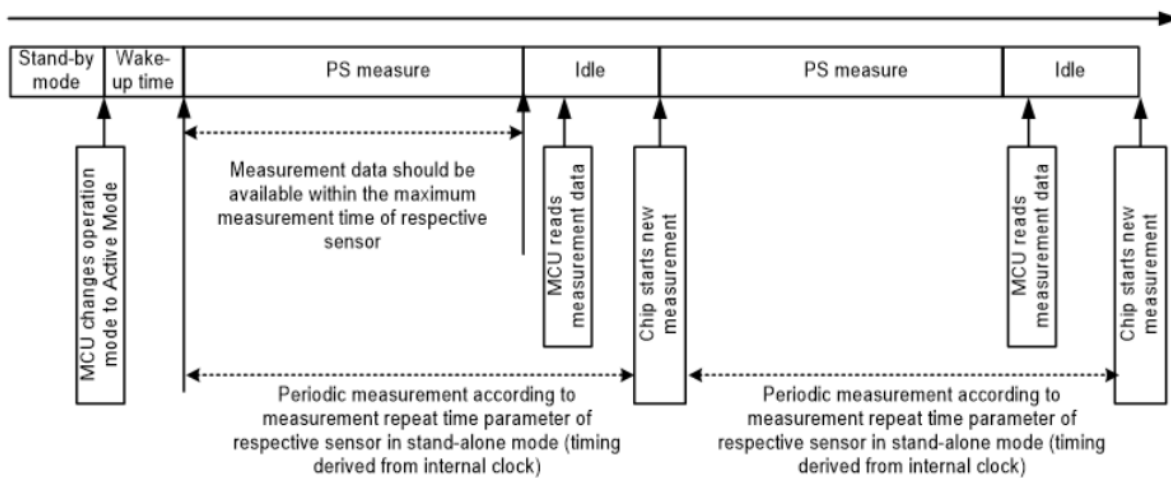 Stand-by
mode
Wake-
up time
PS measure
Idle
PS measure
Idle
MCU changes operation
mode to Active Mode
Measurement data should be
available within the maximum
measurement time of respective
sensor
MCU reads
measurement data
Chip starts new
measurement
MCU reads
measurement data
Chip starts new
measurement
Periodic measurement according to
measurement repeat time parameter of
respective sensor in stand-alone mode (timing
derived from internal clock)
Periodic measurement according to
measurement repeat time parameter of
respective sensor in stand-alone mode (timing
derived from internal clock)